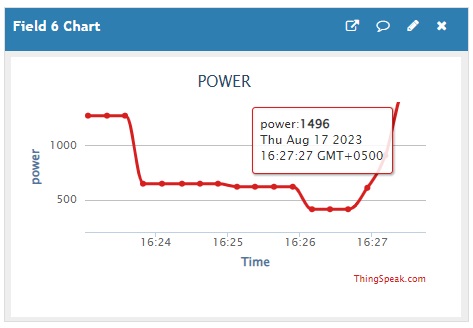 Field 6 Chart
POWER
power:1496
Thu Aug 17 2023
16:27:27 GMT+0500
power
1000
500
16:24
16:25
16:26
16:27
Time
ThingSpeak.com